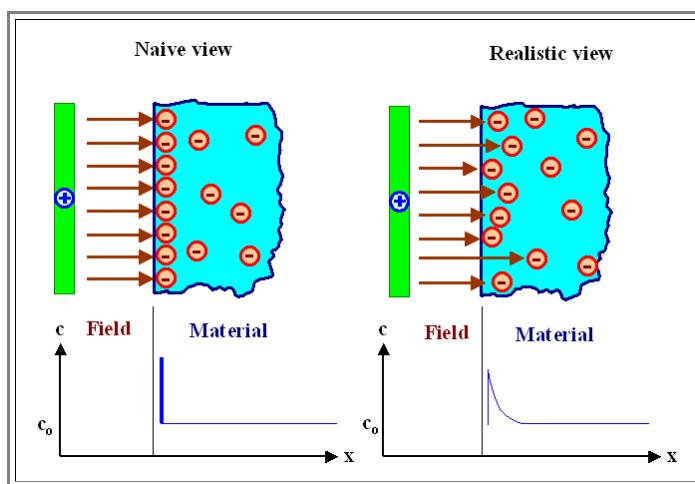 Naive view
Realistic view
+
- - - - - - - - - - - - - -
+
- - - - - - - - - - - - - -
c Field Material
c Field Material
c₀
x
c₀
x